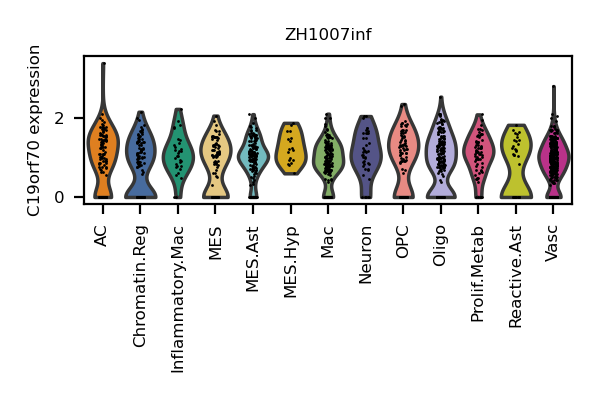 ZH1007inf
C19orf70 expression
2
0
AC
Chromatin.Reg
Inflammatory.Mac
MES
MES.Ast
MES.Hyp
Mac
Neuron
OPC
Oligo
Prolif.Metab
Reactive.Ast
Vasc